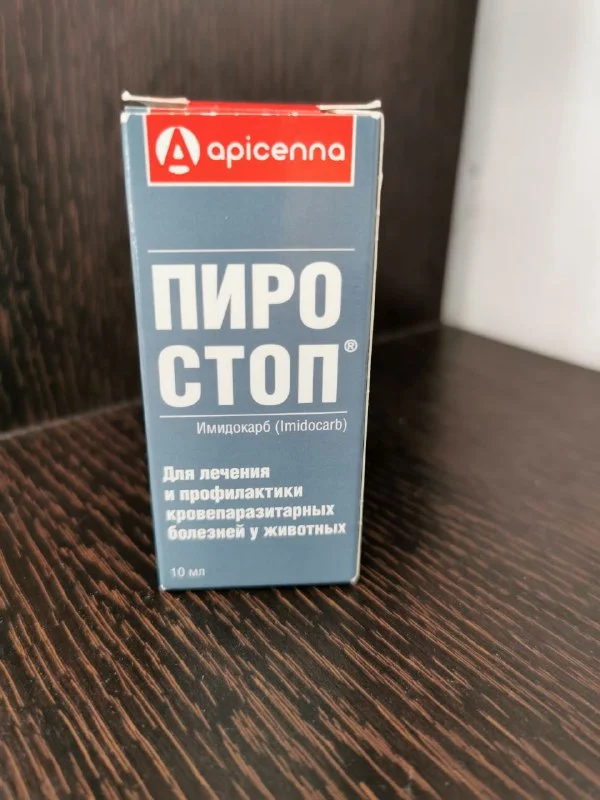 apicenna
ПИРО
СТОП®
Имидокарб (Imidocarb)
Для лечения
и профилактики
кровепаразитарных
болезней у животных
10 мл